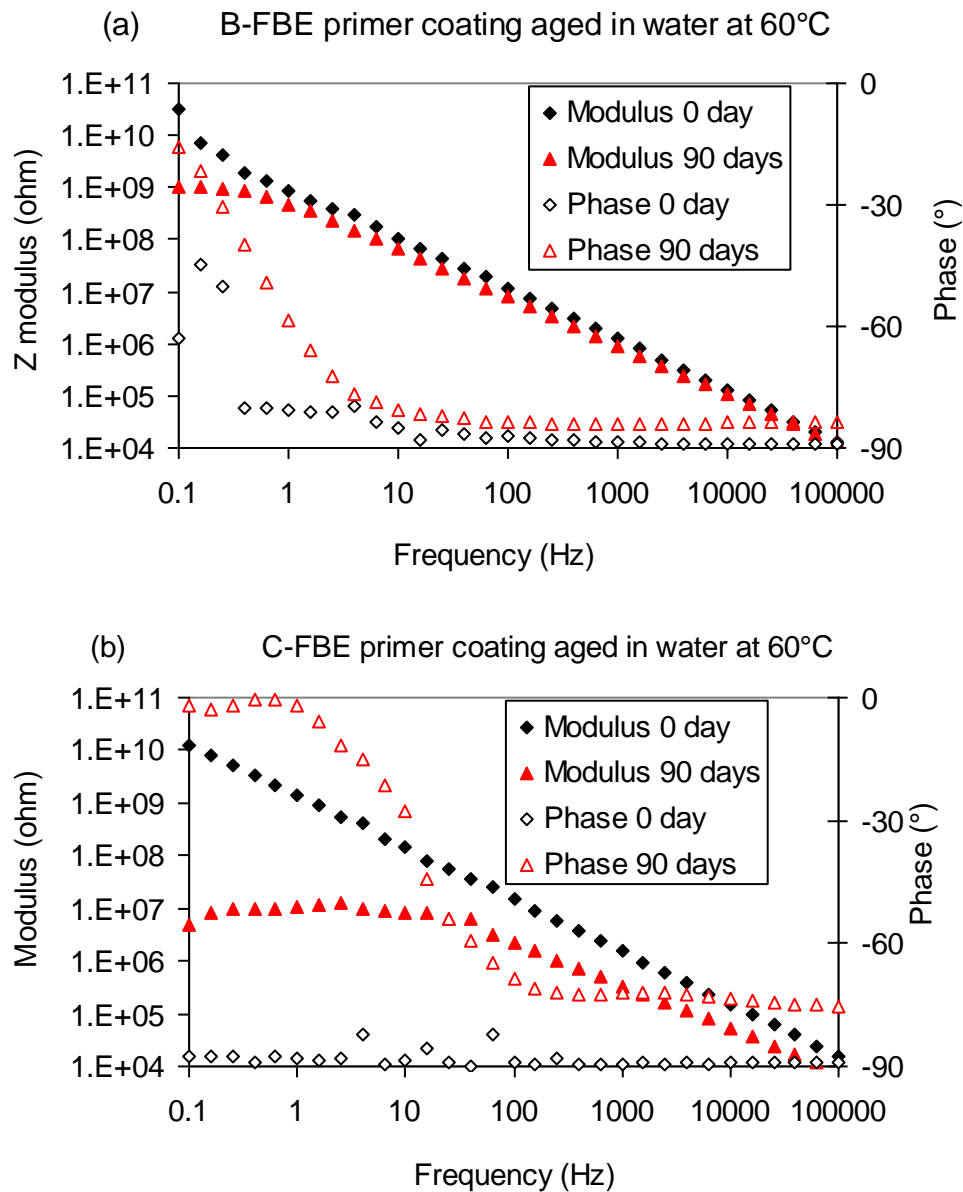 (a) B-FBE primer coating aged in water at 60°C
1.E+11
1.E+10
1.E+09
1.E+08
1.E+07
1.E+06
1.E+05
1.E+04
Z modulus (ohm)
Modulus 0 day
Modulus 90 days
Phase 0 day
Phase 90 days
0
-30
-60
-90
Phase (°)
0.1 1 10 100 1000 10000 100000
Frequency (Hz)
(b) C-FBE primer coating aged in water at 60°C
1.E+11
1.E+10
1.E+09
1.E+08
1.E+07
1.E+06
1.E+05
1.E+04
Modulus (ohm)
Modulus 0 day
Modulus 90 days
Phase 0 day
Phase 90 days
0
-30
-60
-90
Phase (°)
0.1 1 10 100 1000 10000 100000
Frequency (Hz)